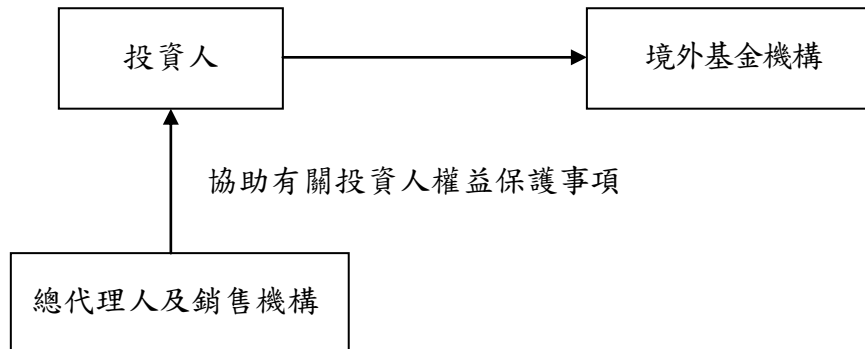 投資人
境外基金機構
協助有關投資人權益保護事項
總代理人及銷售機構